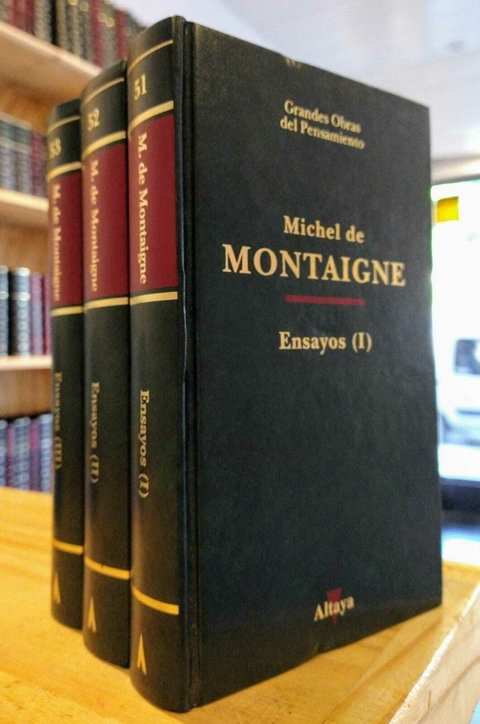 Grandes Obras
del Pensamiento
Michel de
MONTAIGNE
Ensayos (I)
Altaya
51
M. de Montaigne
Ensayos (I)
52
M. de Montaigne
Ensayos (II)
53
M. de Montaigne
Ensayos (III)